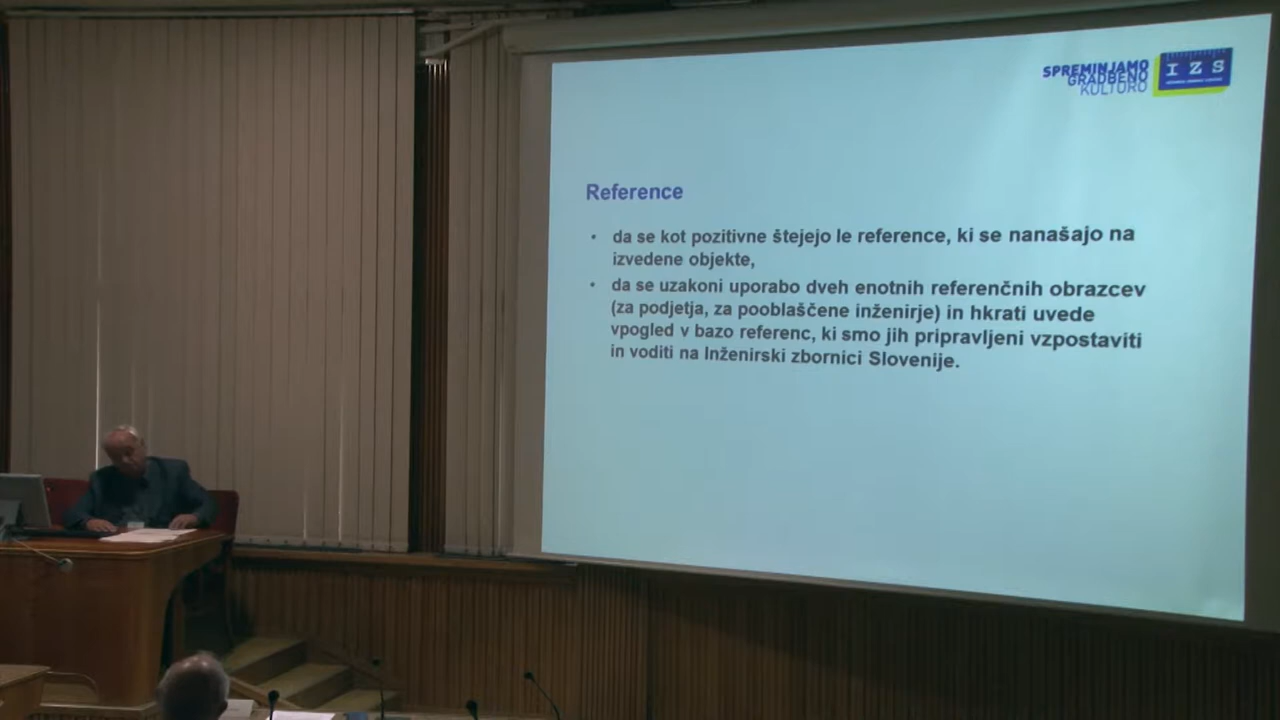 SPREMINJAMO
GRADBENO
KULTURO
IZS
Reference
• da se kot pozitivne štejejo le reference, ki se nanašajo na
izvedene objekte,
• da se uzakoni uporabo dveh enotnih referenčnih obrazcev
(za podjetja, za pooblaščene inženirje) in hkrati uvede
vpogled v bazo referenc, ki smo jih pripravljeni vzpostaviti
in voditi na Inženirski zbornici Slovenije.